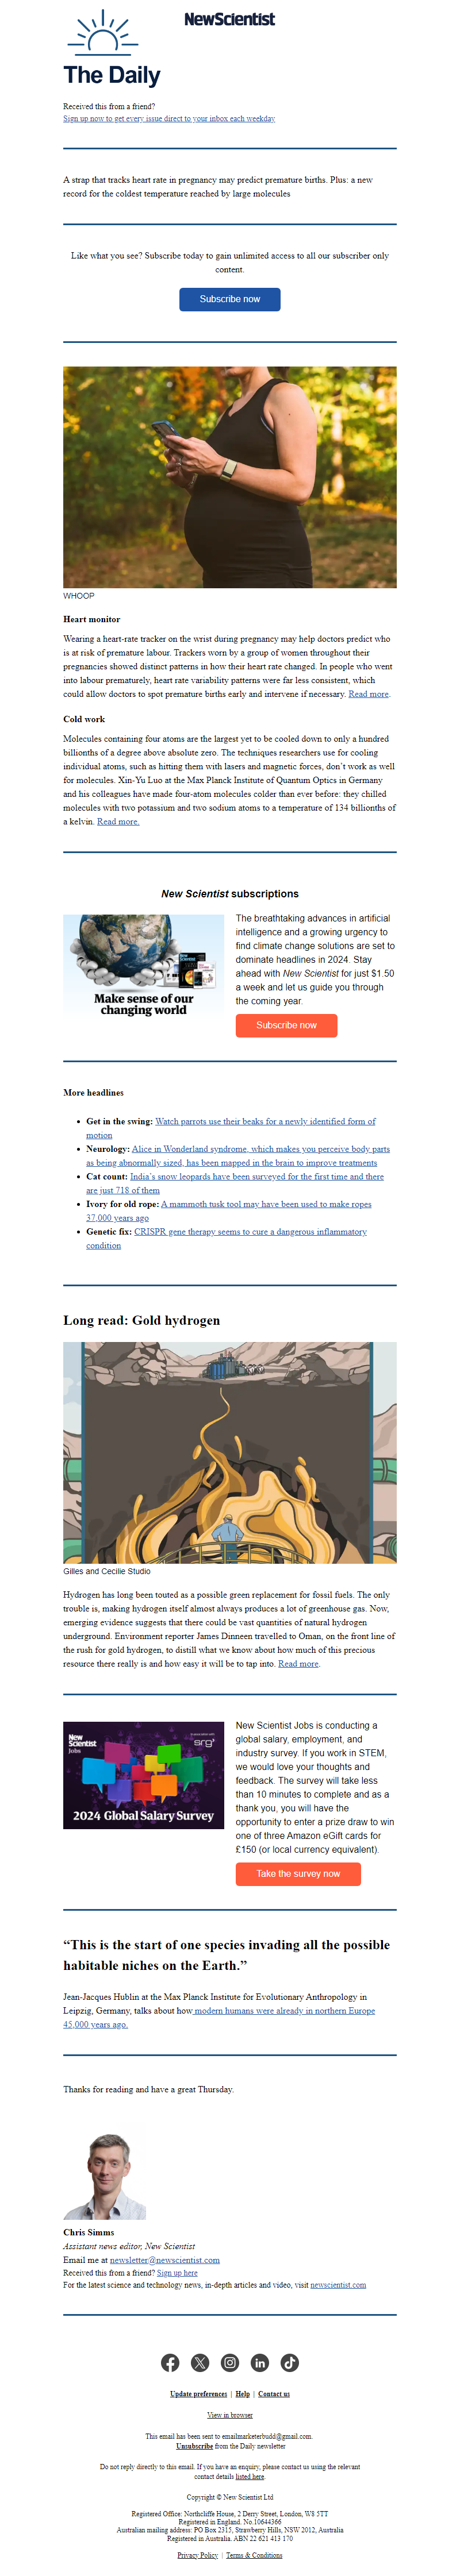 NewScientist
The Daily
Received this from a friend?
Sign up now to get every issue direct to your inbox each weekday
A strap that tracks heart rate in pregnancy may predict premature births. Plus: a new
record for the coldest temperature reached by large molecules
Like what you see? Subscribe today to gain unlimited access to all our subscriber only
content.
Subscribe now
WHOOP
Heart monitor
Wearing a heart-rate tracker on the wrist during pregnancy may help doctors predict who
is at risk of premature labour. Trackers worn by a group of women throughout their
pregnancies showed distinct patterns in how their heart rate changed. In people who went
into labour prematurely, heart rate variability patterns were far less consistent, which
could allow doctors to spot premature births early and intervene if necessary. Read more.
Cold work
Molecules containing four atoms are the largest yet to be cooled down to only a hundred
billionths of a degree above absolute zero. The techniques researchers use for cooling
individual atoms, such as hitting them with lasers and magnetic forces, don’t work as well
for molecules. Xin-Yu Luo at the Max Planck Institute of Quantum Optics in Germany
and his colleagues have made four-atom molecules colder than ever before: they chilled
molecules with two potassium and two sodium atoms to a temperature of 134 billionths of
a kelvin. Read more.
New Scientist subscriptions
Make sense of our
changing world
The breathtaking advances in artificial
intelligence and a growing urgency to
find climate change solutions are set to
dominate headlines in 2024. Stay
ahead with New Scientist for just $1.50
a week and let us guide you through
the coming year.
Subscribe now
More headlines
• Get in the swing: Watch parrots use their beaks for a newly identified form of
motion
• Neurology: Alice in Wonderland syndrome, which makes you perceive body parts
as being abnormally sized, has been mapped in the brain to improve treatments
• Cat count: India’s snow leopards have been surveyed for the first time and there
are just 718 of them
• Ivory for old rope: A mammoth tusk tool may have been used to make ropes
37,000 years ago
• Genetic fix: CRISPR gene therapy seems to cure a dangerous inflammatory
condition
Long read: Gold hydrogen
Gilles and Cecilie Studio
Hydrogen has long been touted as a possible green replacement for fossil fuels. The only
trouble is, making hydrogen itself almost always produces a lot of greenhouse gas. Now,
emerging evidence suggests that there could be vast quantities of natural hydrogen
underground. Environment reporter James Dinneen travelled to Oman, on the front line of
the rush for gold hydrogen, to distill what we know about how much of this precious
resource there really is and how easy it will be to tap into. Read more.
New
Scientist
Jobs
srg
2024 Global Salary Survey
New Scientist Jobs is conducting a
global salary, employment, and
industry survey. If you work in STEM,
we would love your thoughts and
feedback. The survey will take less
than 10 minutes to complete and as a
thank you, you will have the
opportunity to enter a prize draw to win
one of three Amazon eGift cards for
£150 (or local currency equivalent).
Take the survey now
“This is the start of one species invading all the possible
habitable niches on the Earth.”
Jean-Jacques Hublin at the Max Planck Institute for Evolutionary Anthropology in
Leipzig, Germany, talks about how modern humans were already in northern Europe
45,000 years ago.
Thanks for reading and have a great Thursday.
Chris Simms
Assistant news editor, New Scientist
Email me at newsletter@newscientist.com
Received this from a friend? Sign up here
For the latest science and technology news, in-depth articles and video, visit newscientist.com
Update preferences | Help | Contact us
View in browser
This email has been sent to emailmarketerbudd@gmail.com.
Unsubscribe from the Daily newsletter
Do not reply directly to this email. If you have an enquiry, please contact us using the relevant
contact details listed here.
Copyright © New Scientist Ltd
Registered Office: Northcliffe House, 2 Derry Street, London, W8 5TT
Registered in England. No.10644366
Australian mailing address: PO Box 2315, Strawberry Hills, NSW 2012, Australia
Registered in Australia. ABN 22 621 413 170
Privacy Policy | Terms & Conditions